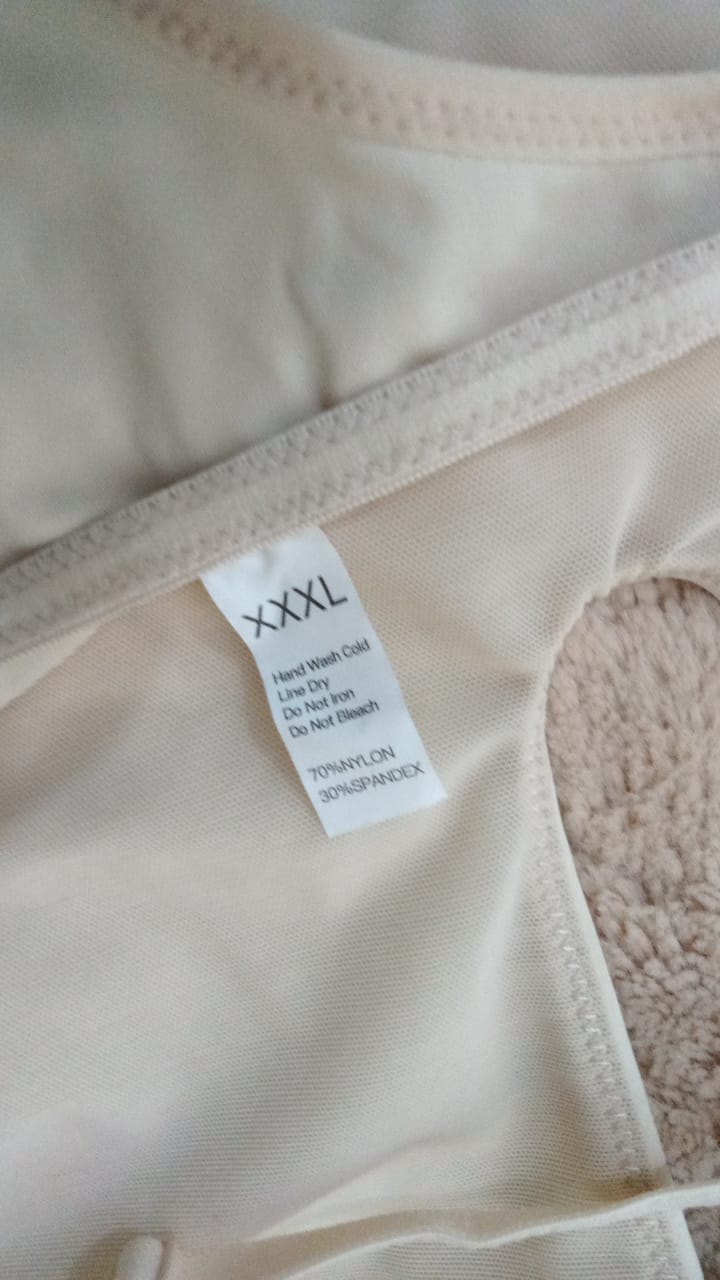 XXXL
Hand Wash Cold
Line Dry
Do Not Iron
Do Not Bleach
70%NYLON
30%SPANDEX